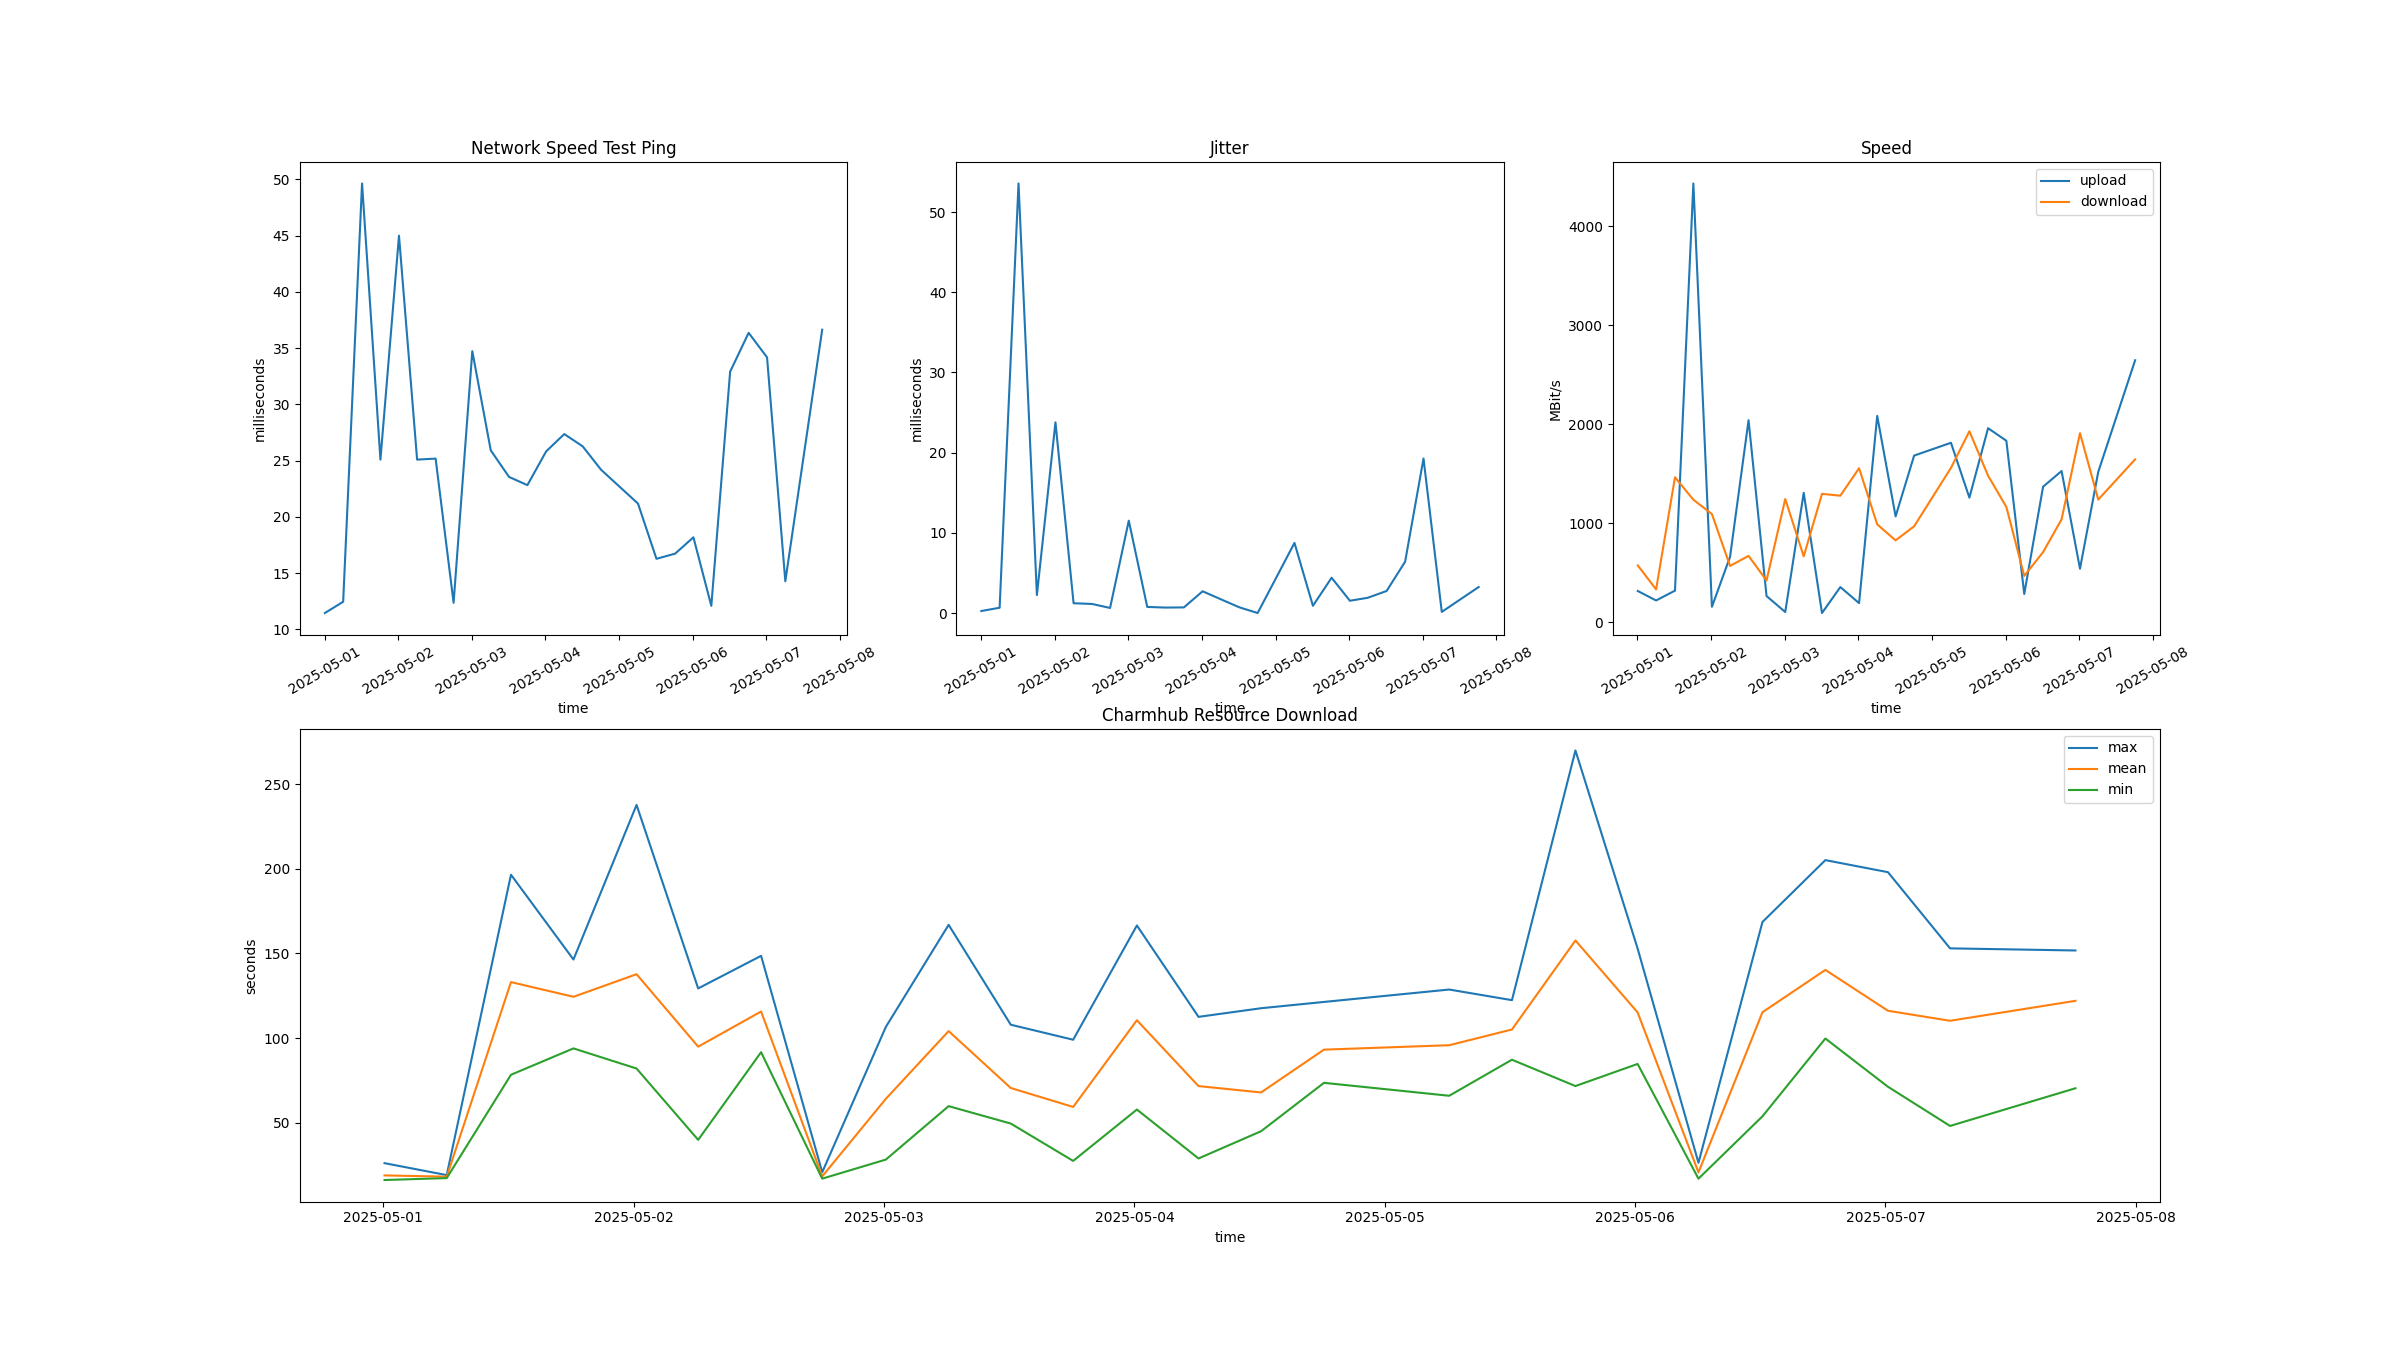 Network Speed Test Ping
50
45
40
35
30
25
20
15
10
milliseconds
2025-05-01 2025-05-02 2025-05-03 2025-05-04 2025-05-05 2025-05-06 2025-05-07 2025-05-08
time
Jitter
50
40
30
20
10
0
milliseconds
2025-05-01 2025-05-02 2025-05-03 2025-05-04 2025-05-05 2025-05-06 2025-05-07 2025-05-08
time
Speed
upload
download
4000
3000
2000
1000
0
MBit/s
2025-05-01 2025-05-02 2025-05-03 2025-05-04 2025-05-05 2025-05-06 2025-05-07 2025-05-08
time
Charmhub Resource Download
max
mean
min
250
200
150
100
50
seconds
2025-05-01 2025-05-02 2025-05-03 2025-05-04 2025-05-05 2025-05-06 2025-05-07 2025-05-08
time